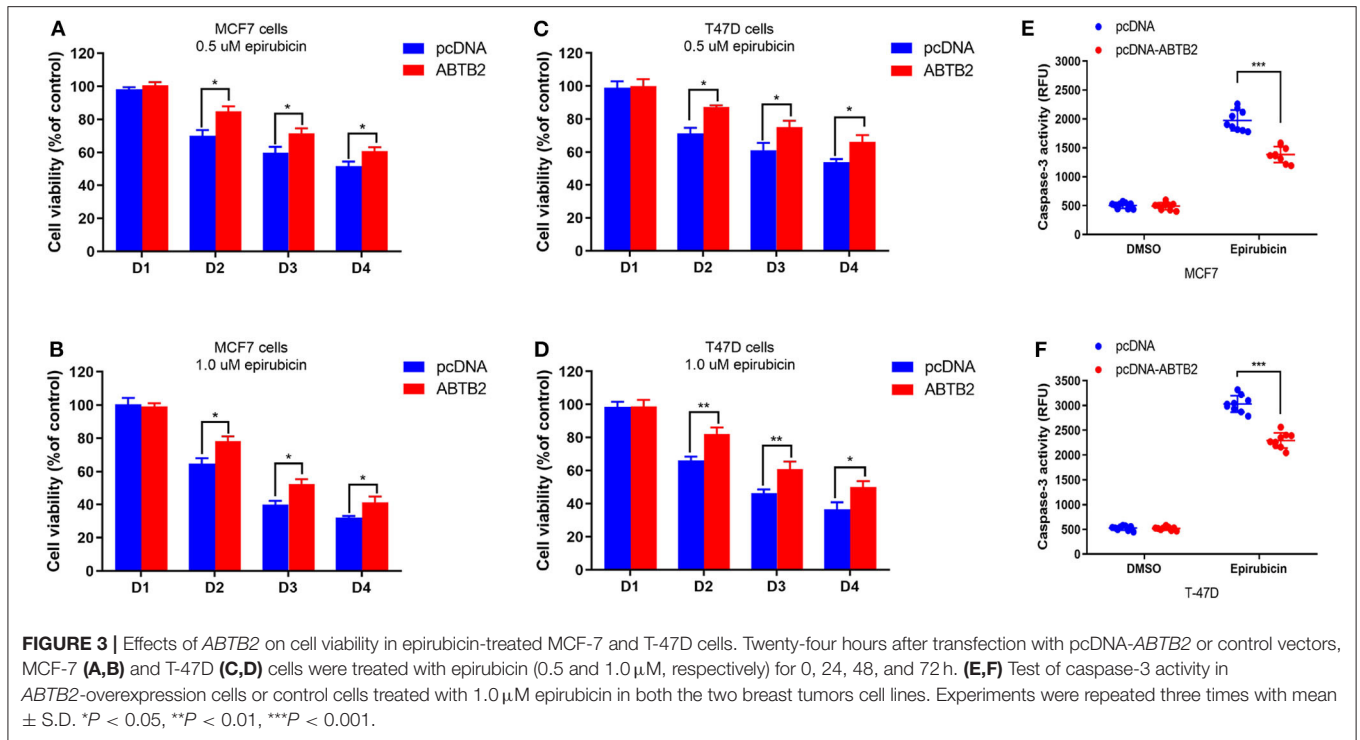 A
MCF7 cells
0.5 uM epirubicin
Cell viability (%of control)
120
100
80
60
40
20
0
D1 D2 D3 D4
* * *
pcDNA
ABTB2
C
T47D cells
0.5 uM epirubicin
Cell viability (%of control)
120
100
80
60
40
20
0
D1 D2 D3 D4
* * *
pcDNA
ABTB2
E
pcDNA
pcDNA-ABTB2
Caspase-3 activity (RFU)
3000
2500
2000
1500
1000
500
0
***
DMSO Epirubicin
MCF7
B
MCF7 cells
1.0 uM epirubicin
Cell viability (%of control)
120
100
80
60
40
20
0
D1 D2 D3 D4
* * *
pcDNA
ABTB2
D
T47D cells
1.0 uM epirubicin
Cell viability (%of control)
120
100
80
60
40
20
0
D1 D2 D3 D4
** ** *
pcDNA
ABTB2
F
pcDNA
pcDNA-ABTB2
Caspase-3 activity (RFU)
3500
3000
2500
2000
1500
1000
500
0
***
DMSO Epirubicin
T-47D
FIGURE 3 | Effects of ABTB2 on cell viability in epirubicin-treated MCF-7 and T-47D cells. Twenty-four hours after transfection with pcDNA-ABTB2 or control vectors,
MCF-7 (A,B) and T-47D (C,D) cells were treated with epirubicin (0.5 and 1.0 μM, respectively) for 0, 24, 48, and 72 h. (E,F) Test of caspase-3 activity in
ABTB2-overexpression cells or control cells treated with 1.0 μM epirubicin in both the two breast tumors cell lines. Experiments were repeated three times with mean
± S.D. *P < 0.05, **P < 0.01, ***P < 0.001.